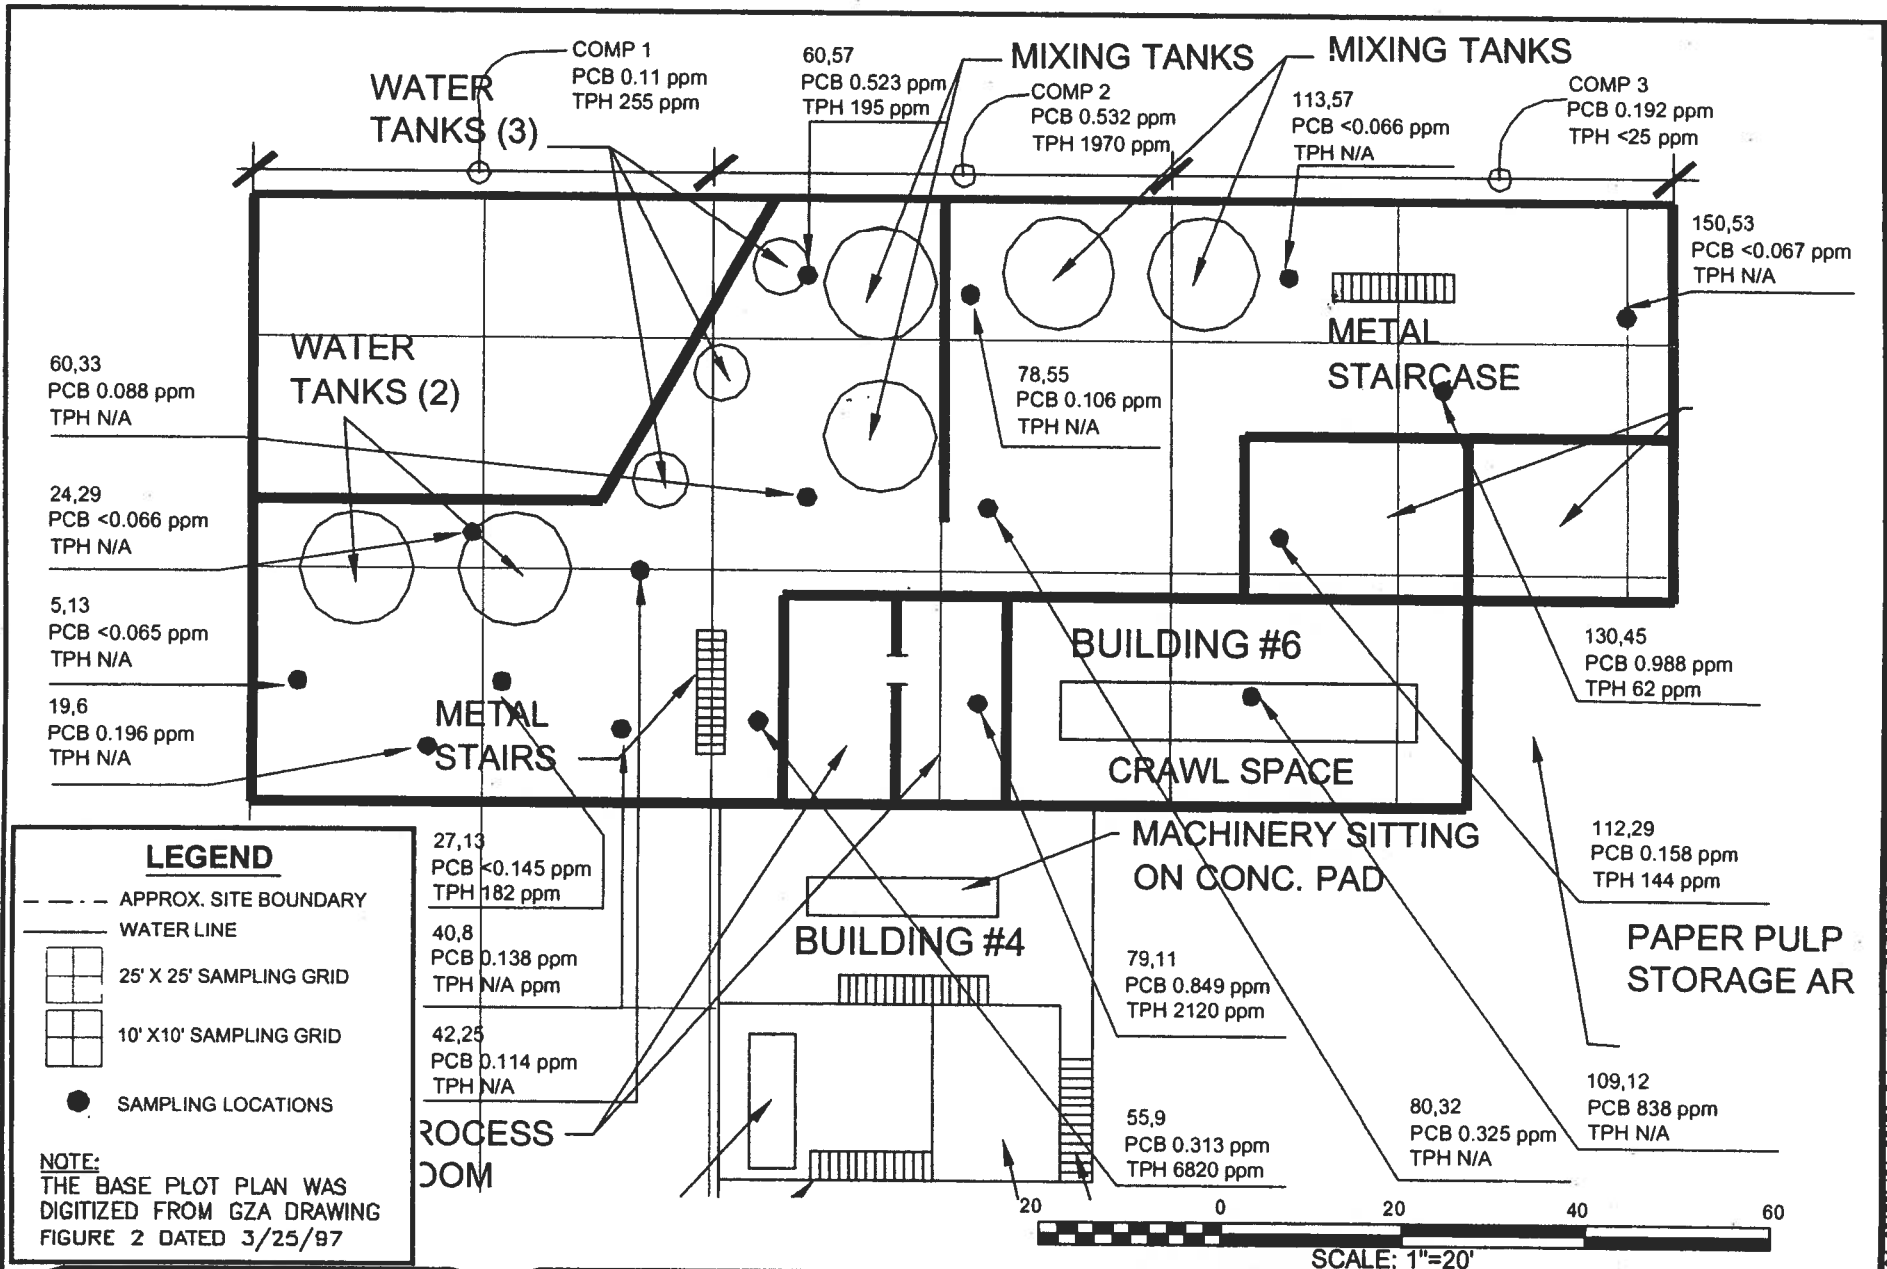 COMP 1
PCB 0.11 ppm
TPH 255 ppm
WATER
TANKS (3)
60,57
PCB 0.523 ppm
TPH 195 ppm
MIXING TANKS
COMP 2
PCB 0.532 ppm
TPH 1970 ppm
MIXING TANKS
113,57
PCB <0.066 ppm
TPH N/A
COMP 3
PCB 0.192 ppm
TPH <25 ppm
150,53
PCB <0.067 ppm
TPH N/A
WATER
TANKS (2)
METAL
STAIRCASE
78,55
PCB 0.106 ppm
TPH N/A
60,33
PCB 0.088 ppm
TPH N/A
24,29
PCB <0.066 ppm
TPH N/A
5,13
PCB <0.065 ppm
TPH N/A
19,6
PCB 0.196 ppm
TPH N/A
METAL
STAIRS
BUILDING #6
CRAWL SPACE
130,45
PCB 0.988 ppm
TPH 62 ppm
MACHINERY SITTING
ON CONC. PAD
112,29
PCB 0.158 ppm
TPH 144 ppm
PAPER PULP
STORAGE AR
27,13
PCB <0.145 ppm
TPH 182 ppm
40,8
PCB 0.138 ppm
TPH N/A ppm
42,25
PCB 0.114 ppm
TPH N/A
ROCESS
OOM
BUILDING #4
79,11
PCB 0.849 ppm
TPH 2120 ppm
55,9
PCB 0.313 ppm
TPH 6820 ppm
80,32
PCB 0.325 ppm
TPH N/A
109,12
PCB 838 ppm
TPH N/A
LEGEND
APPROX. SITE BOUNDARY
WATER LINE
25' X 25' SAMPLING GRID
10' X10' SAMPLING GRID
SAMPLING LOCATIONS
NOTE:
THE BASE PLOT PLAN WAS
DIGITIZED FROM GZA DRAWING
FIGURE 2 DATED 3/25/97
20 0 20 40 60
SCALE: 1"=20'